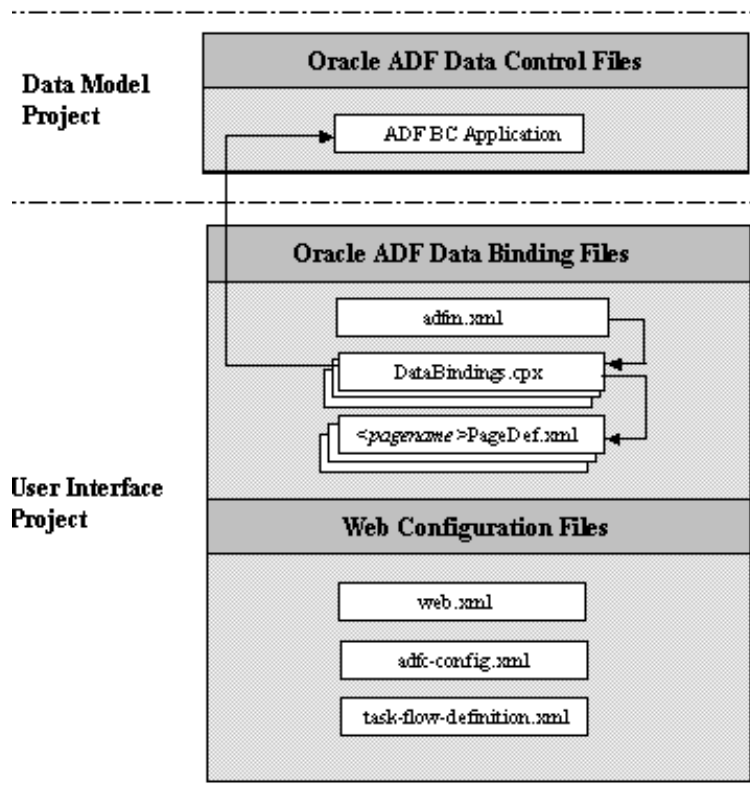 Oracle ADF Data Control Files
Data Model
Project
ADF BC Application
Oracle ADF Data Binding Files
adfm.xml
DataBindings.cpx
<pagename>PageDef.xml
User Interface
Project
Web Configuration Files
web.xml
adfc-config.xml
task-flow-definition.xml